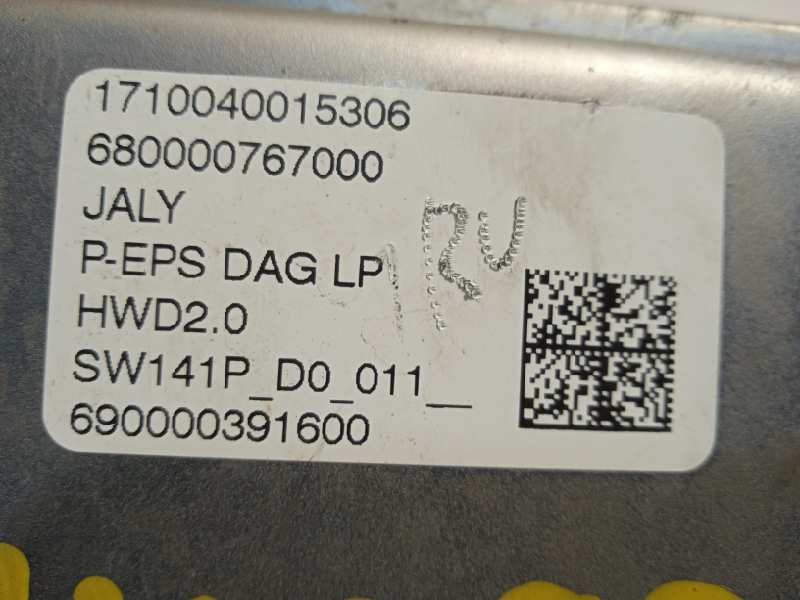 1710040015306
680000767000
JALY
P-EPS DAG LP
HWD2.0
SW141P_D0_011__
690000391600